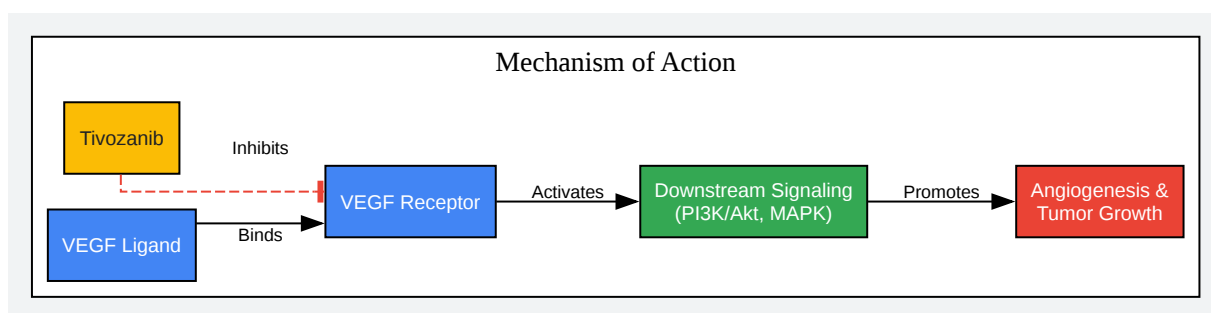 Mechanism of Action
Tivozanib
Inhibits
VEGF Ligand
Binds
VEGF Receptor
Activates
Downstream Signaling
(PI3K/Akt, MAPK)
Promotes
Angiogenesis &
Tumor Growth